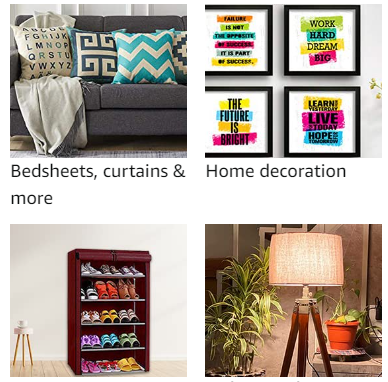 FAILURE
IS NOT
THE OPPOSITE
OF SUCCESS
IT IS PART
OF SUCCESS.
WORK
HARD
DREAM
BIG
THE
FUTURE
IS
BRIGHT
LEARN FROM
YESTERDAY
LIVE
TODAY
HOPE FOR
TOMORROW
Bedsheets, curtains &
more
Home decoration